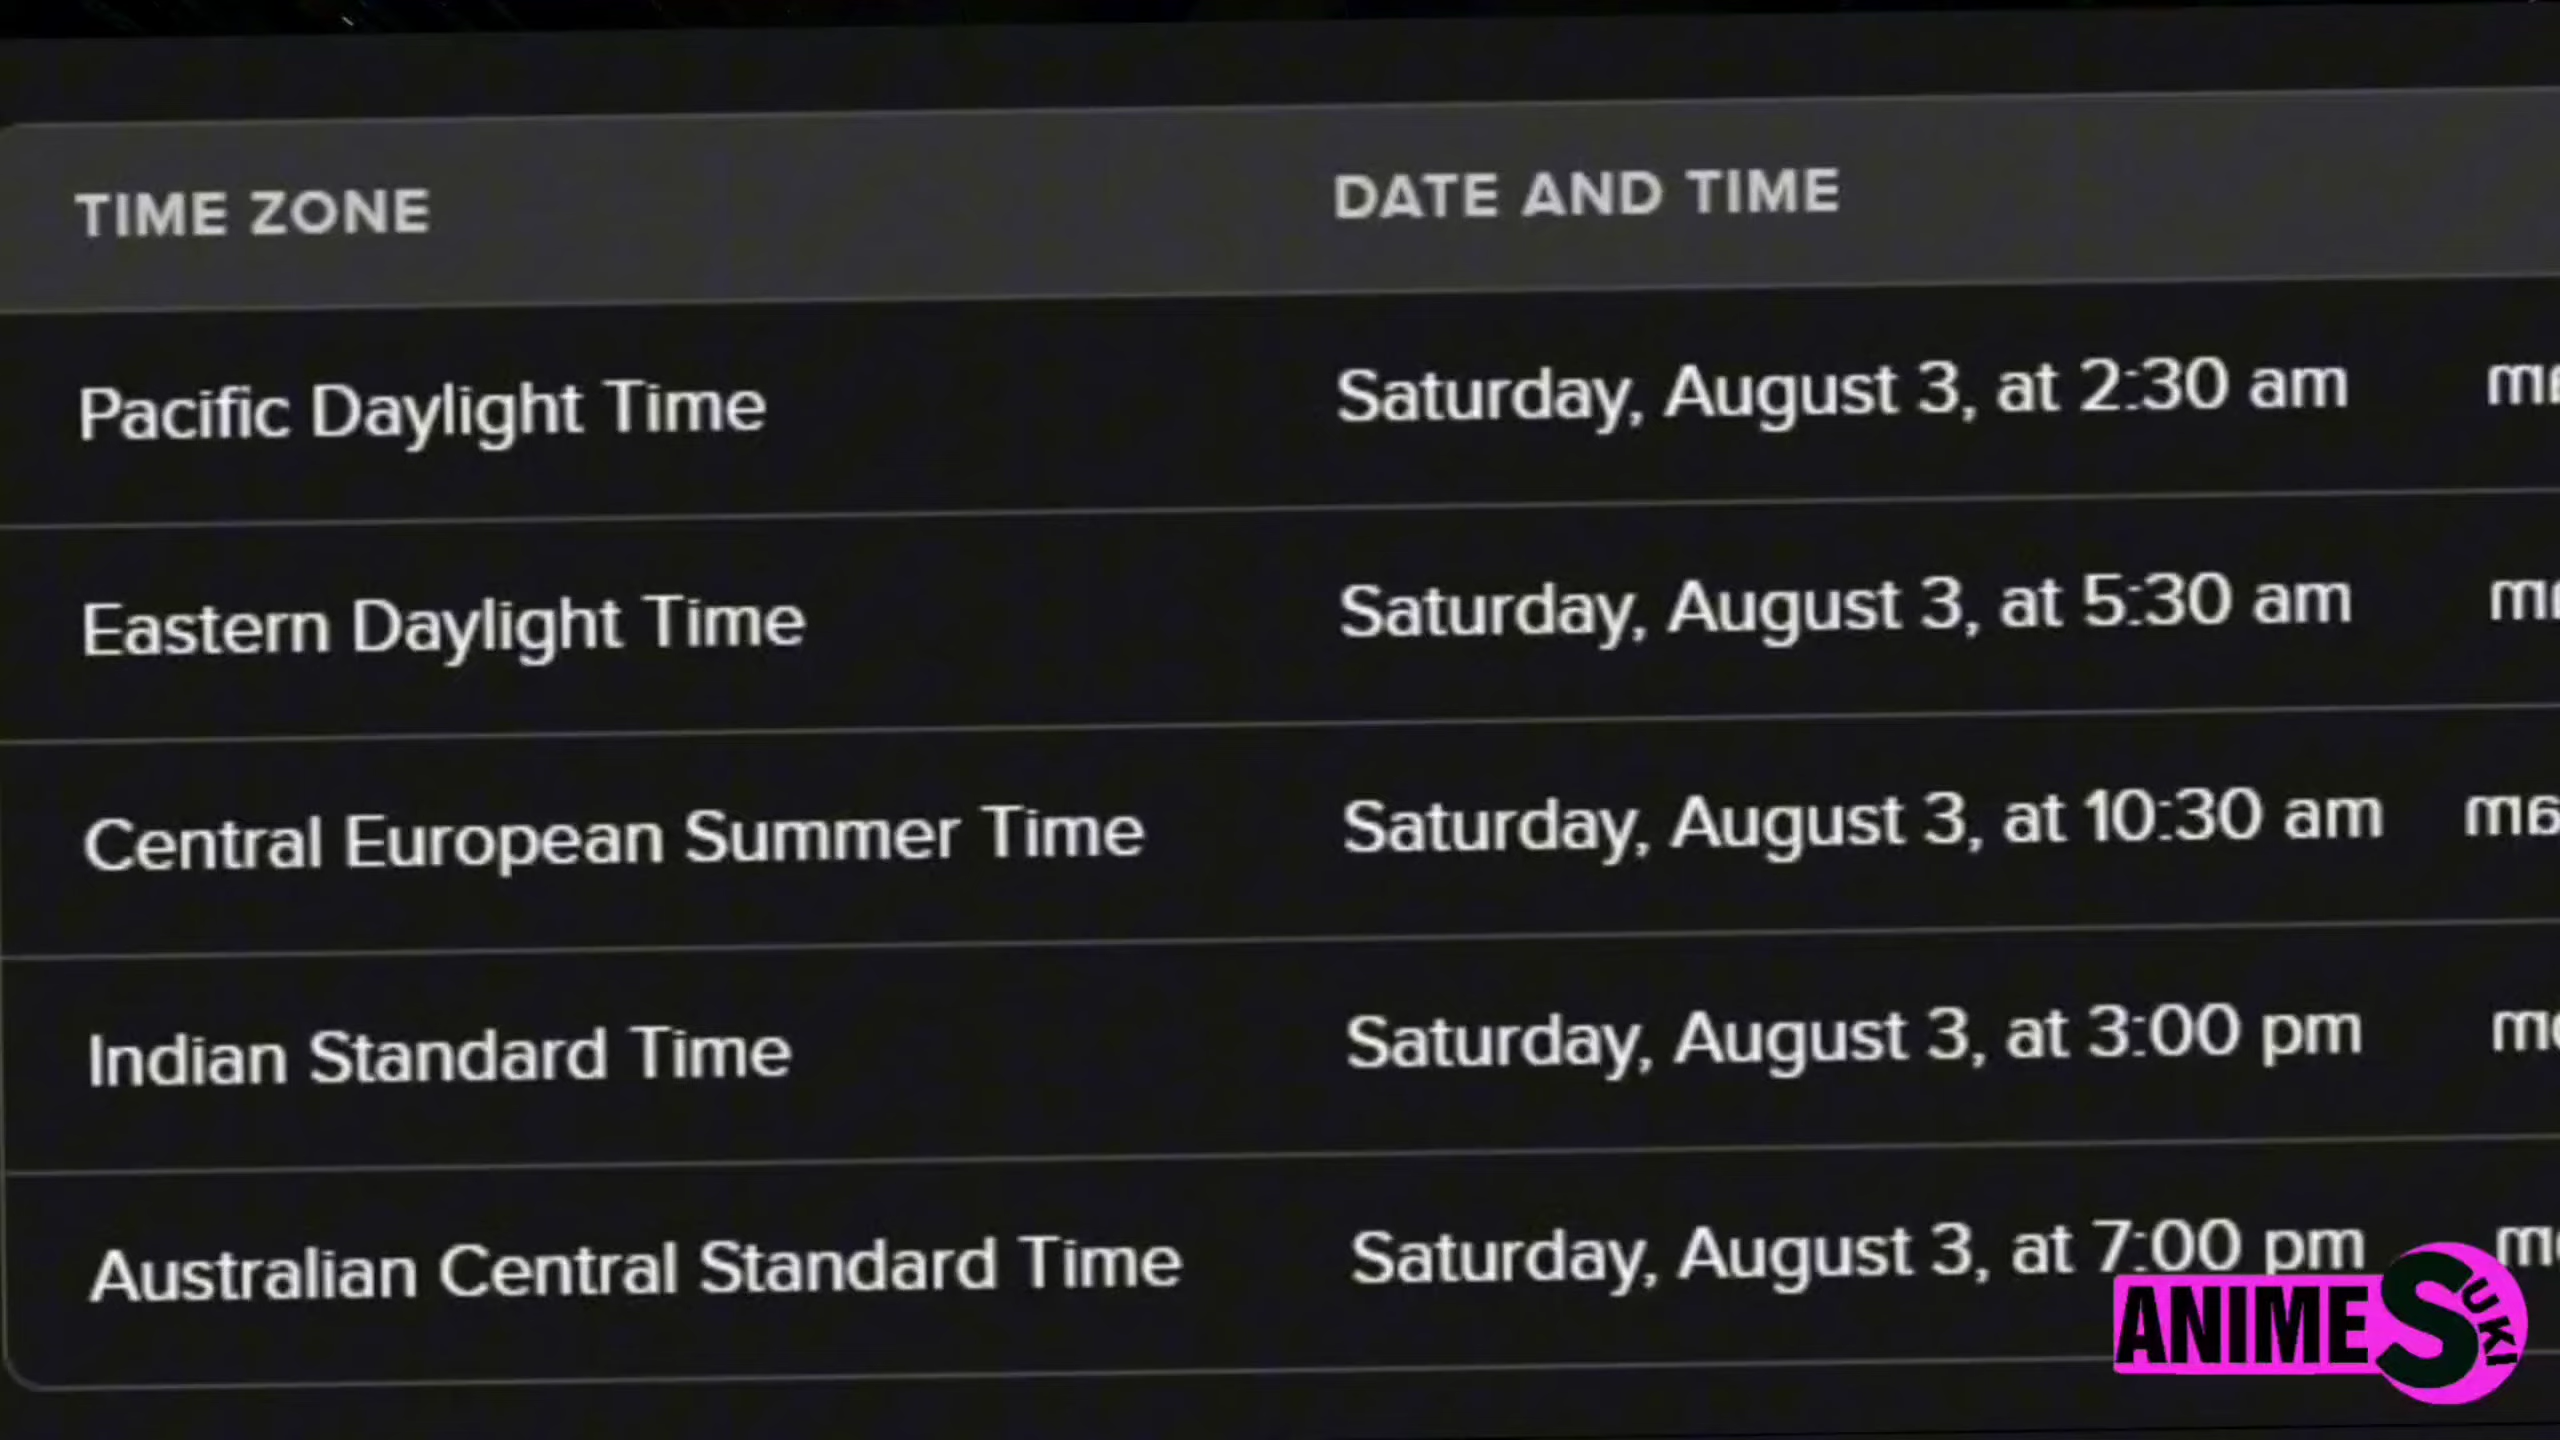 TIME ZONE DATE AND TIME
Pacific Daylight Time Saturday, August 3, at 2:30 am
Eastern Daylight Time Saturday, August 3, at 5:30 am
Central European Summer Time Saturday, August 3, at 10:30 am
Indian Standard Time Saturday, August 3, at 3:00 pm
Australian Central Standard Time Saturday, August 3, at 7:00 pm
ANIME SUKI